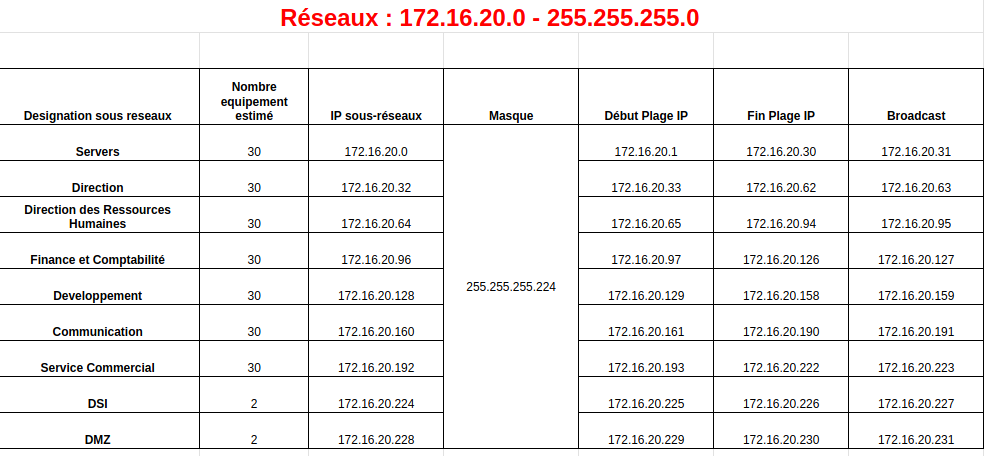 Réseaux : 172.16.20.0 - 255.255.255.0
Designation sous reseaux Nombre equipement estimé IP sous-réseaux Masque Début Plage IP Fin Plage IP Broadcast
Servers 30 172.16.20.0 172.16.20.1 172.16.20.30 172.16.20.31
Direction 30 172.16.20.32 172.16.20.33 172.16.20.62 172.16.20.63
Direction des Ressources Humaines 30 172.16.20.64 172.16.20.65 172.16.20.94 172.16.20.95
Finance et Comptabilité 30 172.16.20.96 172.16.20.97 172.16.20.126 172.16.20.127
255.255.255.224
Developpement 30 172.16.20.128 172.16.20.129 172.16.20.158 172.16.20.159
Communication 30 172.16.20.160 172.16.20.161 172.16.20.190 172.16.20.191
Service Commercial 30 172.16.20.192 172.16.20.193 172.16.20.222 172.16.20.223
DSI 2 172.16.20.224 172.16.20.225 172.16.20.226 172.16.20.227
DMZ 2 172.16.20.228 172.16.20.229 172.16.20.230 172.16.20.231